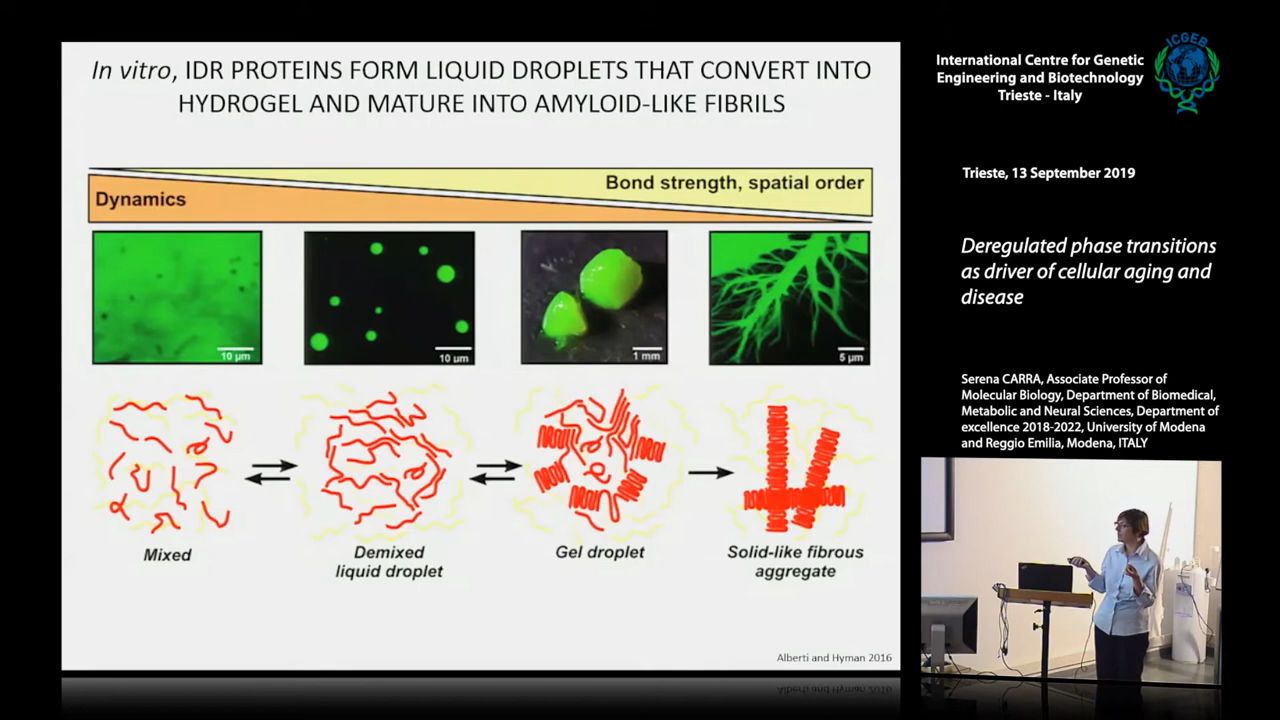 In vitro, IDR PROTEINS FORM LIQUID DROPLETS THAT CONVERT INTO
HYDROGEL AND MATURE INTO AMYLOID-LIKE FIBRILS
Dynamics
Bond strength, spatial order
10 µm
10 µm
1 mm
5 µm
Mixed
Demixed
liquid droplet
Gel droplet
Solid-like fibrous
aggregate
Alberti and Hyman 2016
International Centre for Genetic
Engineering and Biotechnology
Trieste - Italy
ICGEB
Trieste, 13 September 2019
Deregulated phase transitions
as driver of cellular aging and
disease
Serena CARRA, Associate Professor of
Molecular Biology, Department of Biomedical,
Metabolic and Neural Sciences, Department of
excellence 2018-2022, University of Modena
and Reggio Emilia, Modena, ITALY